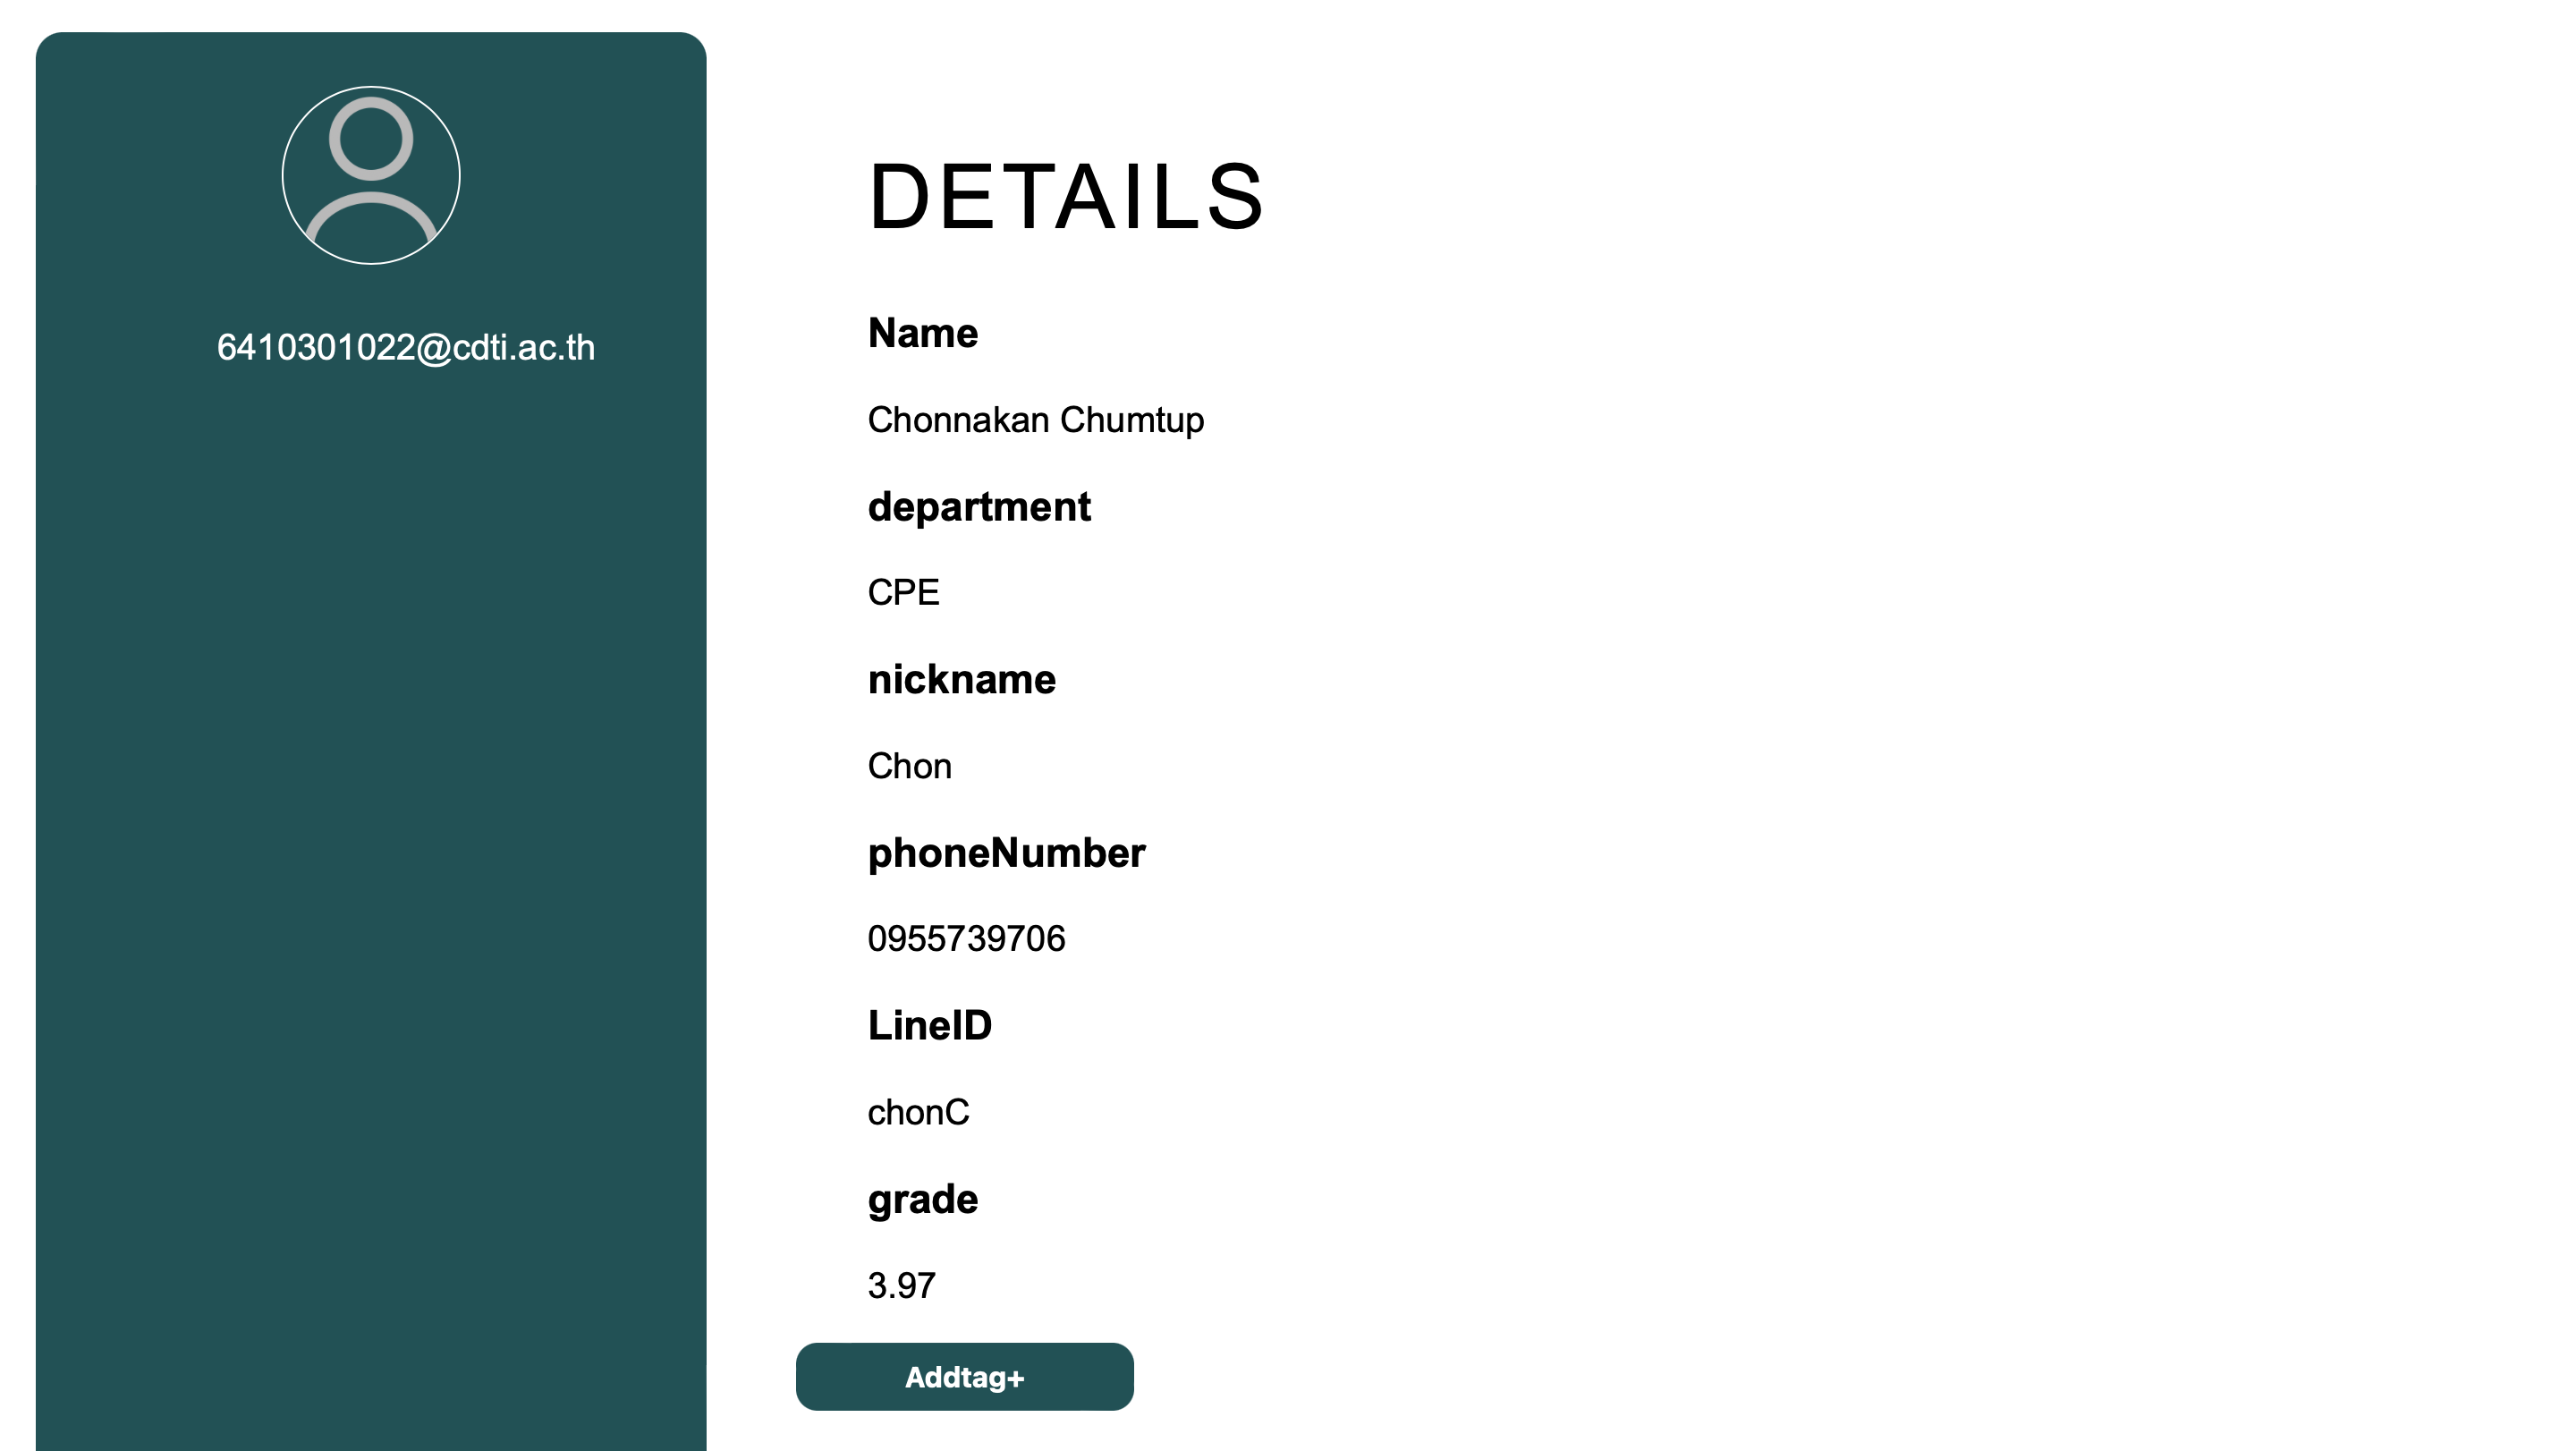 6410301022@cdti.ac.th
DETAILS
Name
Chonnakan Chumtup
department
CPE
nickname
Chon
phoneNumber
0955739706
LineID
chonC
grade
3.97
Addtag+